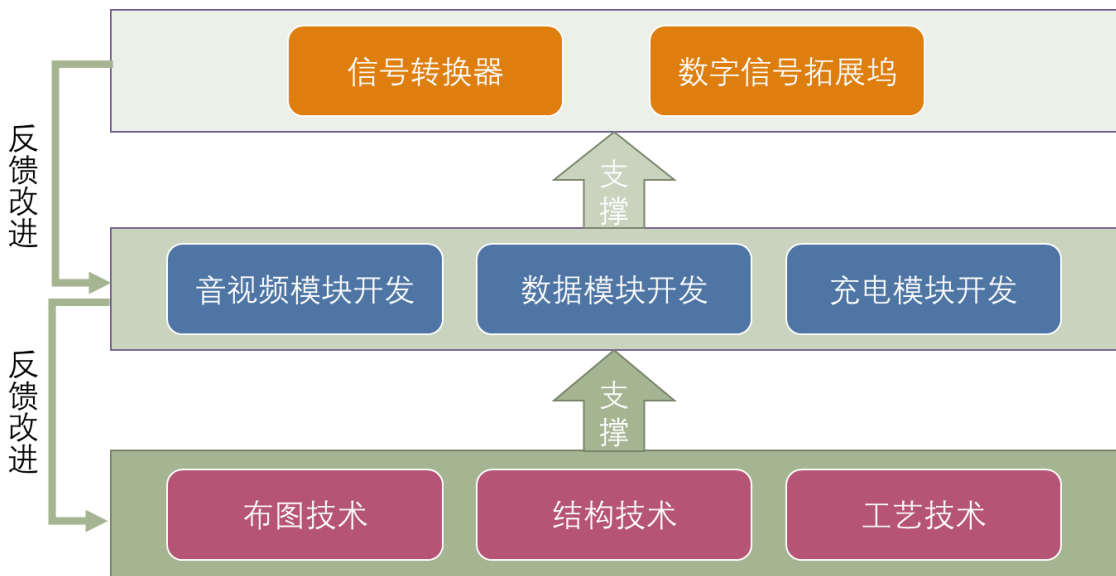 信号转换器
数字信号拓展坞
反馈改进
支撑
音视频模块开发
数据模块开发
充电模块开发
反馈改进
支撑
布图技术
结构技术
工艺技术